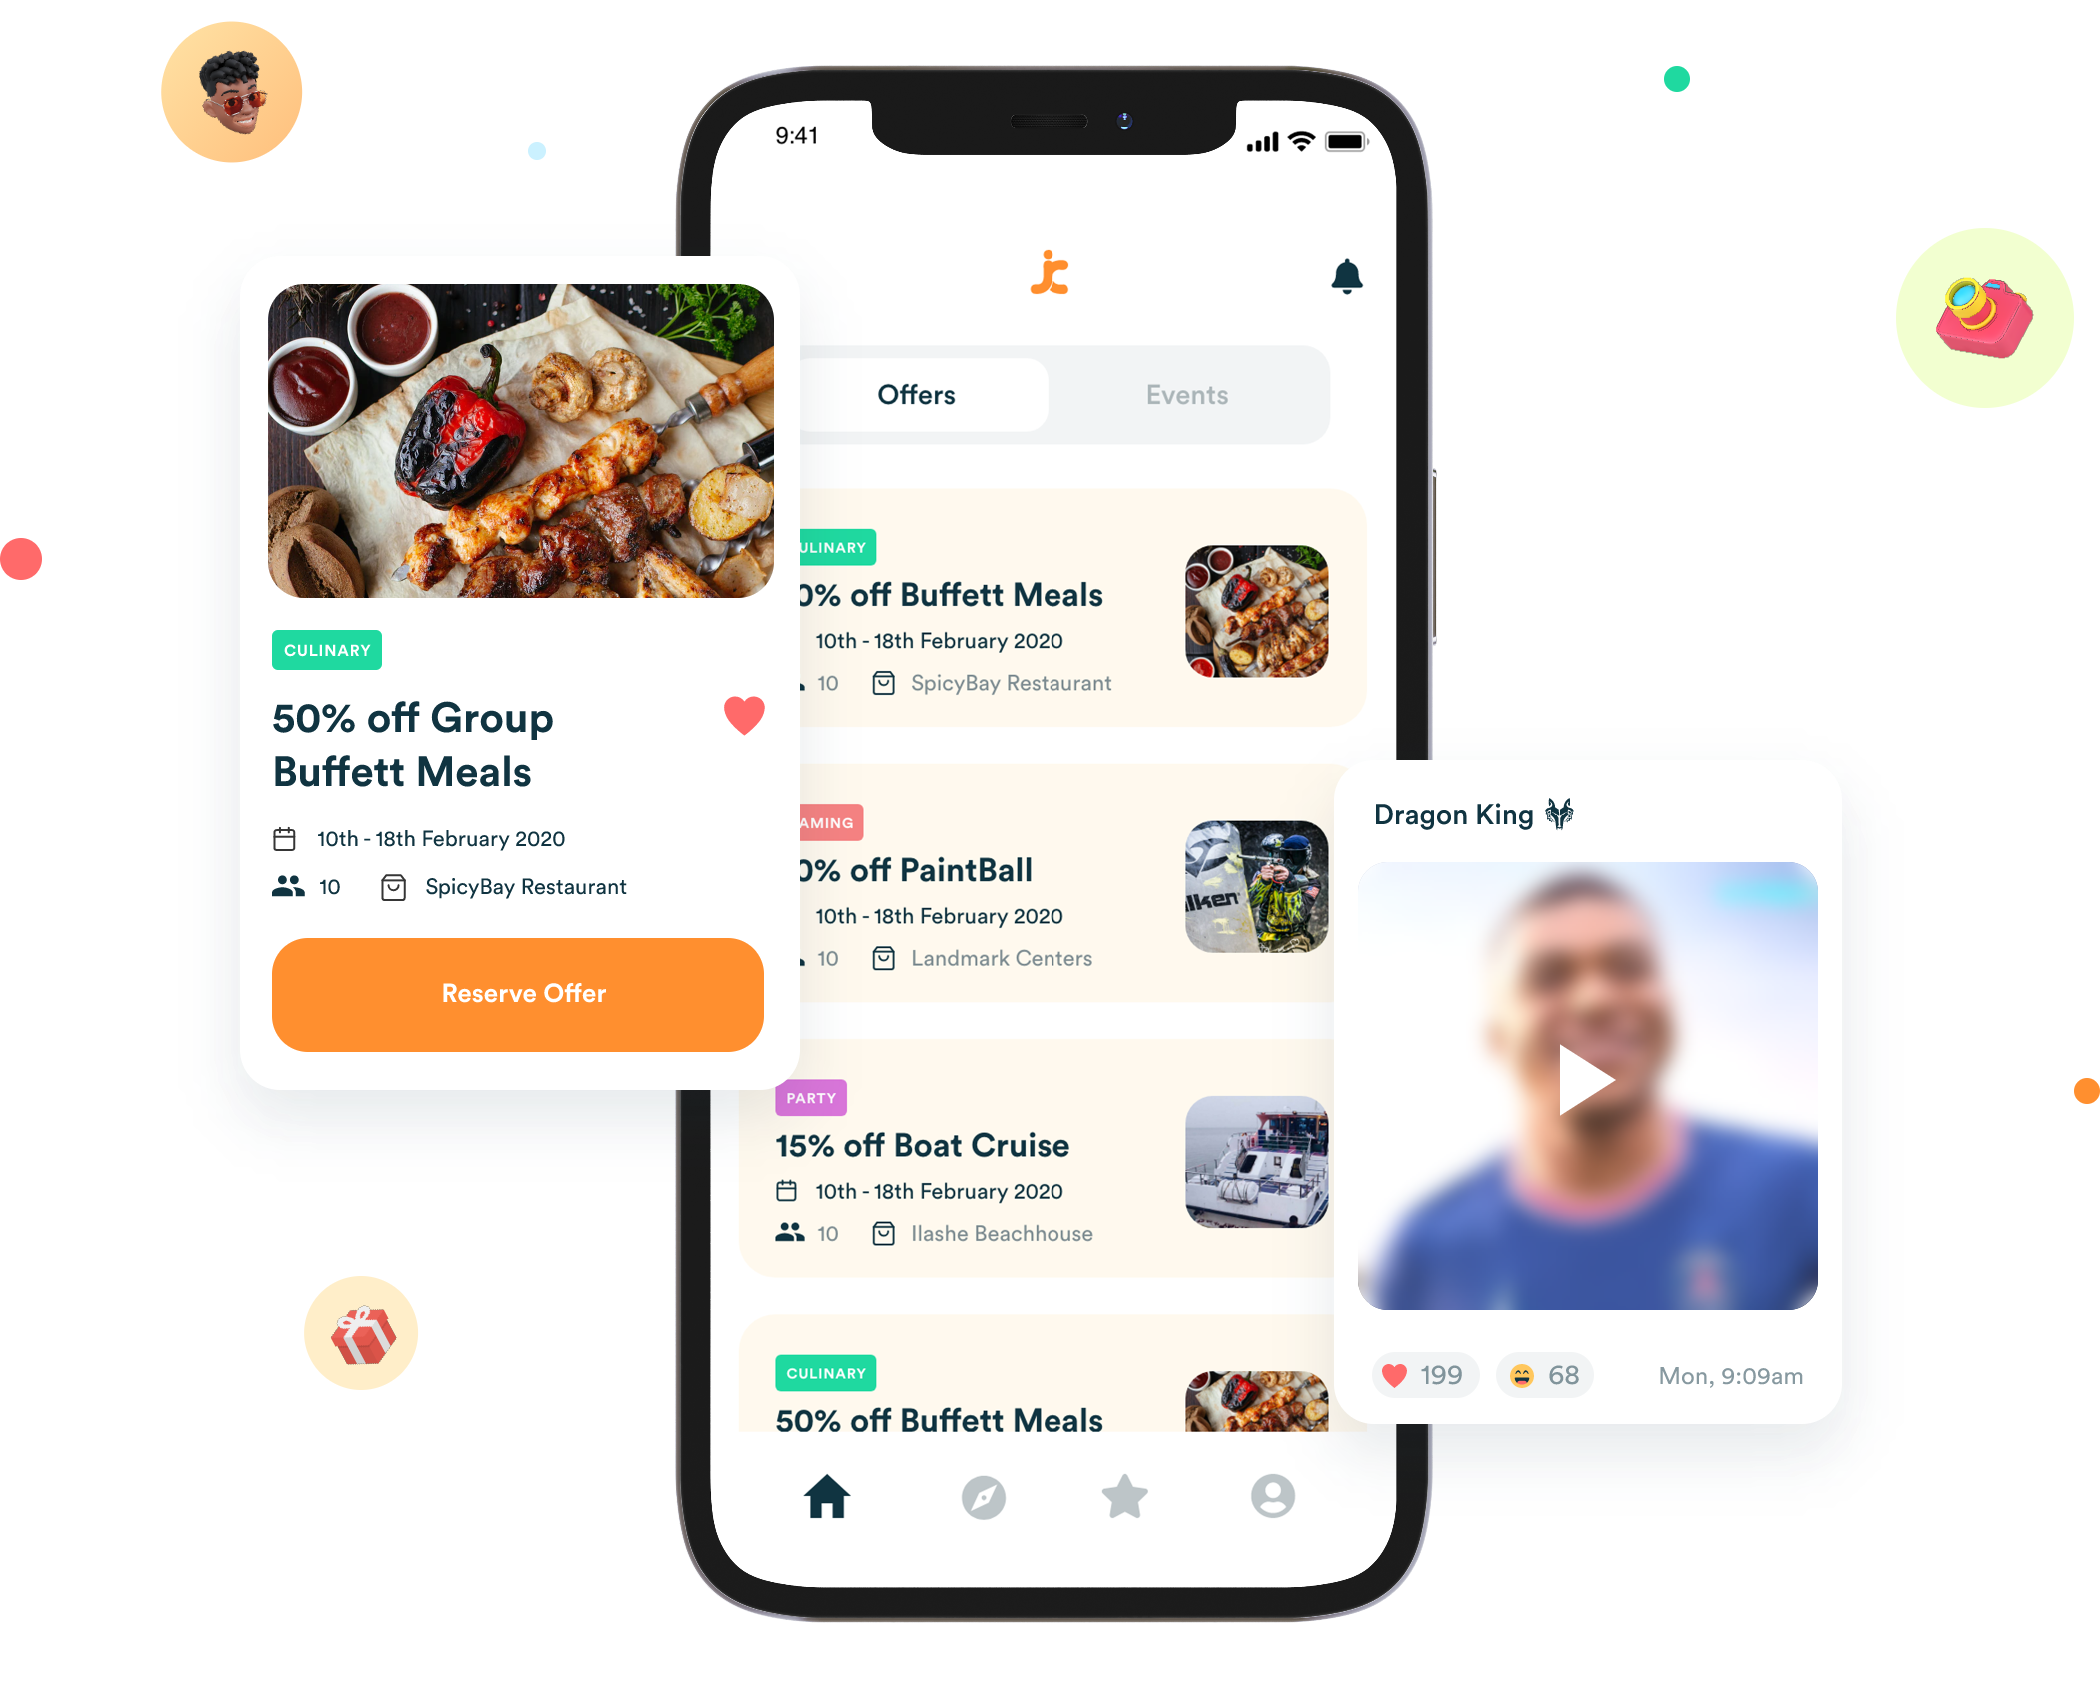 9:41
Offers
Events
CULINARY
50% off Group
Buffett Meals
10th - 18th February 2020
10
SpicyBay Restaurant
Reserve Offer
ULINARY
0% off Buffett Meals
10th - 18th February 2020
10
SpicyBay Restaurant
AMING
0% off PaintBall
10th - 18th February 2020
10
Landmark Centers
lken
PARTY
15% off Boat Cruise
10th - 18th February 2020
10
Ilashe Beachhouse
CULINARY
50% off Buffett Meals
Dragon King
199
68
Mon, 9:09am